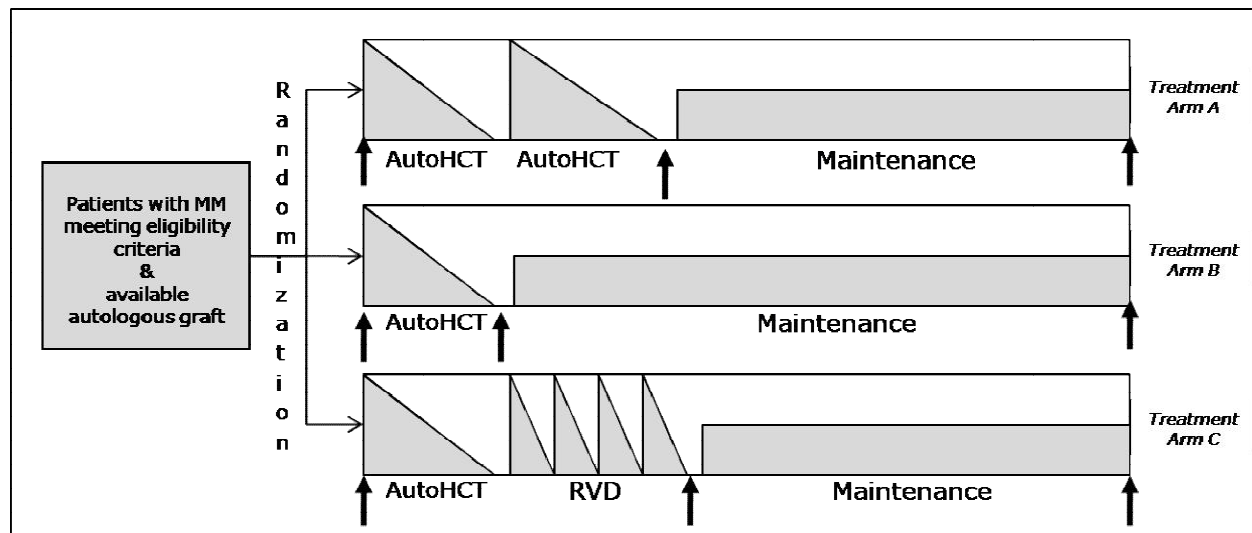 Patients with MM
meeting eligibility
criteria
&
available
autologous graft
Randomization
AutoHCT
AutoHCT
Maintenance
Treatment
Arm A
AutoHCT
Maintenance
Treatment
Arm B
AutoHCT
RVD
Maintenance
Treatment
Arm C